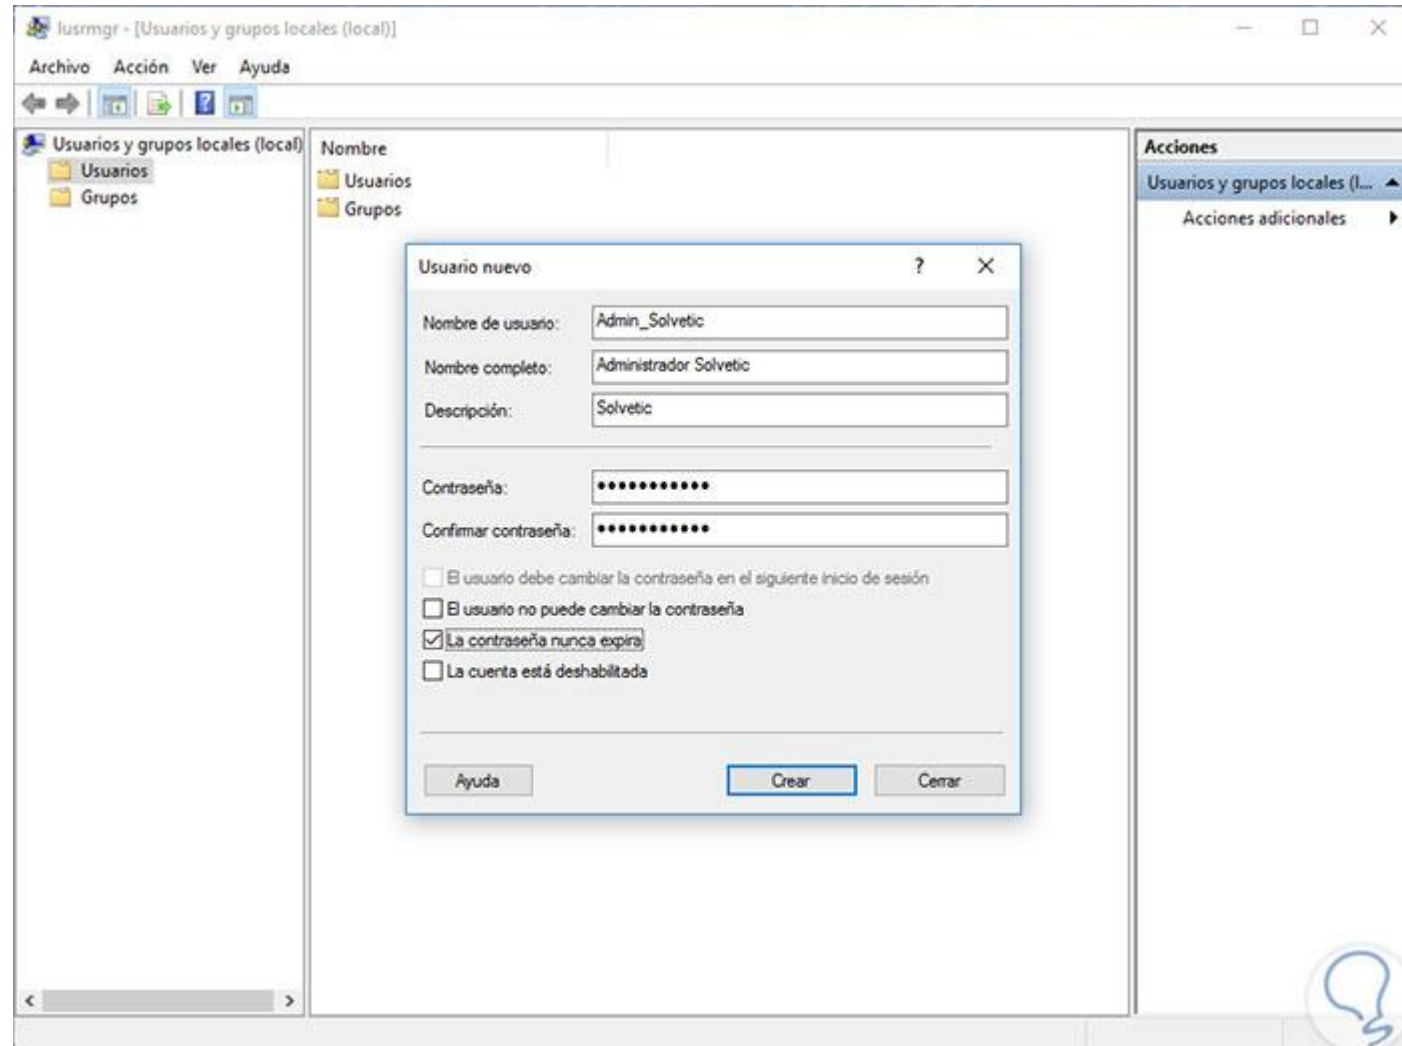 lusrmgr - [Usuarios y grupos locales (local)]
Archivo Acción Ver Ayuda
Usuarios y grupos locales (local)
Usuarios
Grupos
Nombre
Usuarios
Grupos
Acciones
Usuarios y grupos locales (l...
Acciones adicionales
Usuario nuevo
Nombre de usuario: Admin_Solvetic
Nombre completo: Administrador Solvetic
Descripción: Solvetic
Contraseña: •••••••••••
Confirmar contraseña: •••••••••••
El usuario debe cambiar la contraseña en el siguiente inicio de sesión
El usuario no puede cambiar la contraseña
La contraseña nunca expira
La cuenta está deshabilitada
Ayuda Crear Cerrar